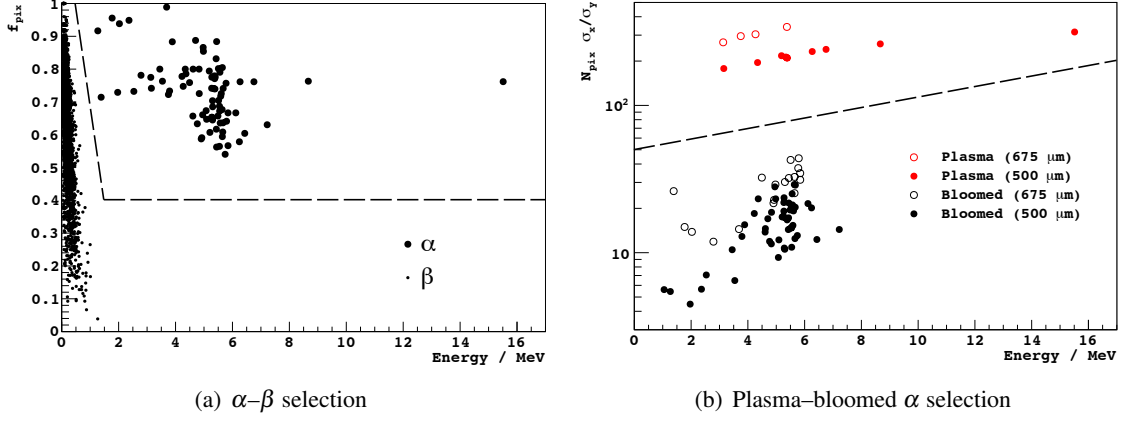 f_pix
1
0.9
0.8
0.7
0.6
0.5
0.4
0.3
0.2
0.1
0
0 2 4 6 8 10 12 14 16
Energy / MeV
α
β
(a) α–β selection
N_pix σ_x/σ_y
10²
10
0 2 4 6 8 10 12 14 16
Energy / MeV
Plasma (675 μm)
Plasma (500 μm)
Bloomed (675 μm)
Bloomed (500 μm)
(b) Plasma–bloomed α selection